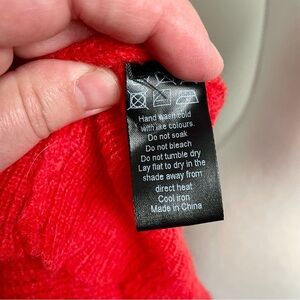 Hand wash cold
with like colours.
Do not soak
Do not bleach
Do not tumble dry
Lay flat to dry in the
shade away from
direct heat
Cool iron
Made in China